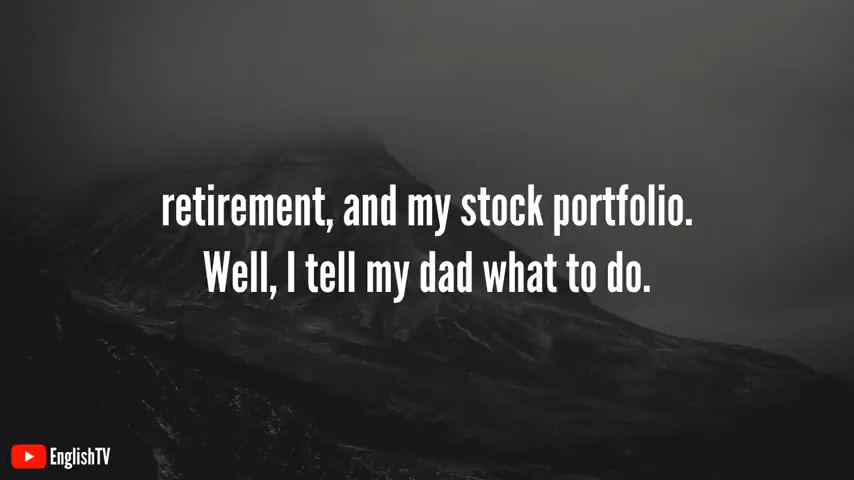 retirement, and my stock portfolio.
Well, I tell my dad what to do.
EnglishTV